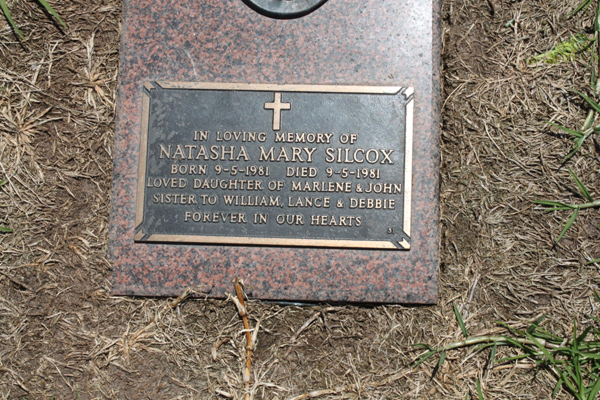 IN LOVING MEMORY OF
NATASHA MARY SILCOX
BORN 9-5-1981 DIED 9-5-1981
LOVED DAUGHTER OF MARLENE & JOHN
SISTER TO WILLIAM, LANCE & DEBBIE
FOREVER IN OUR HEARTS